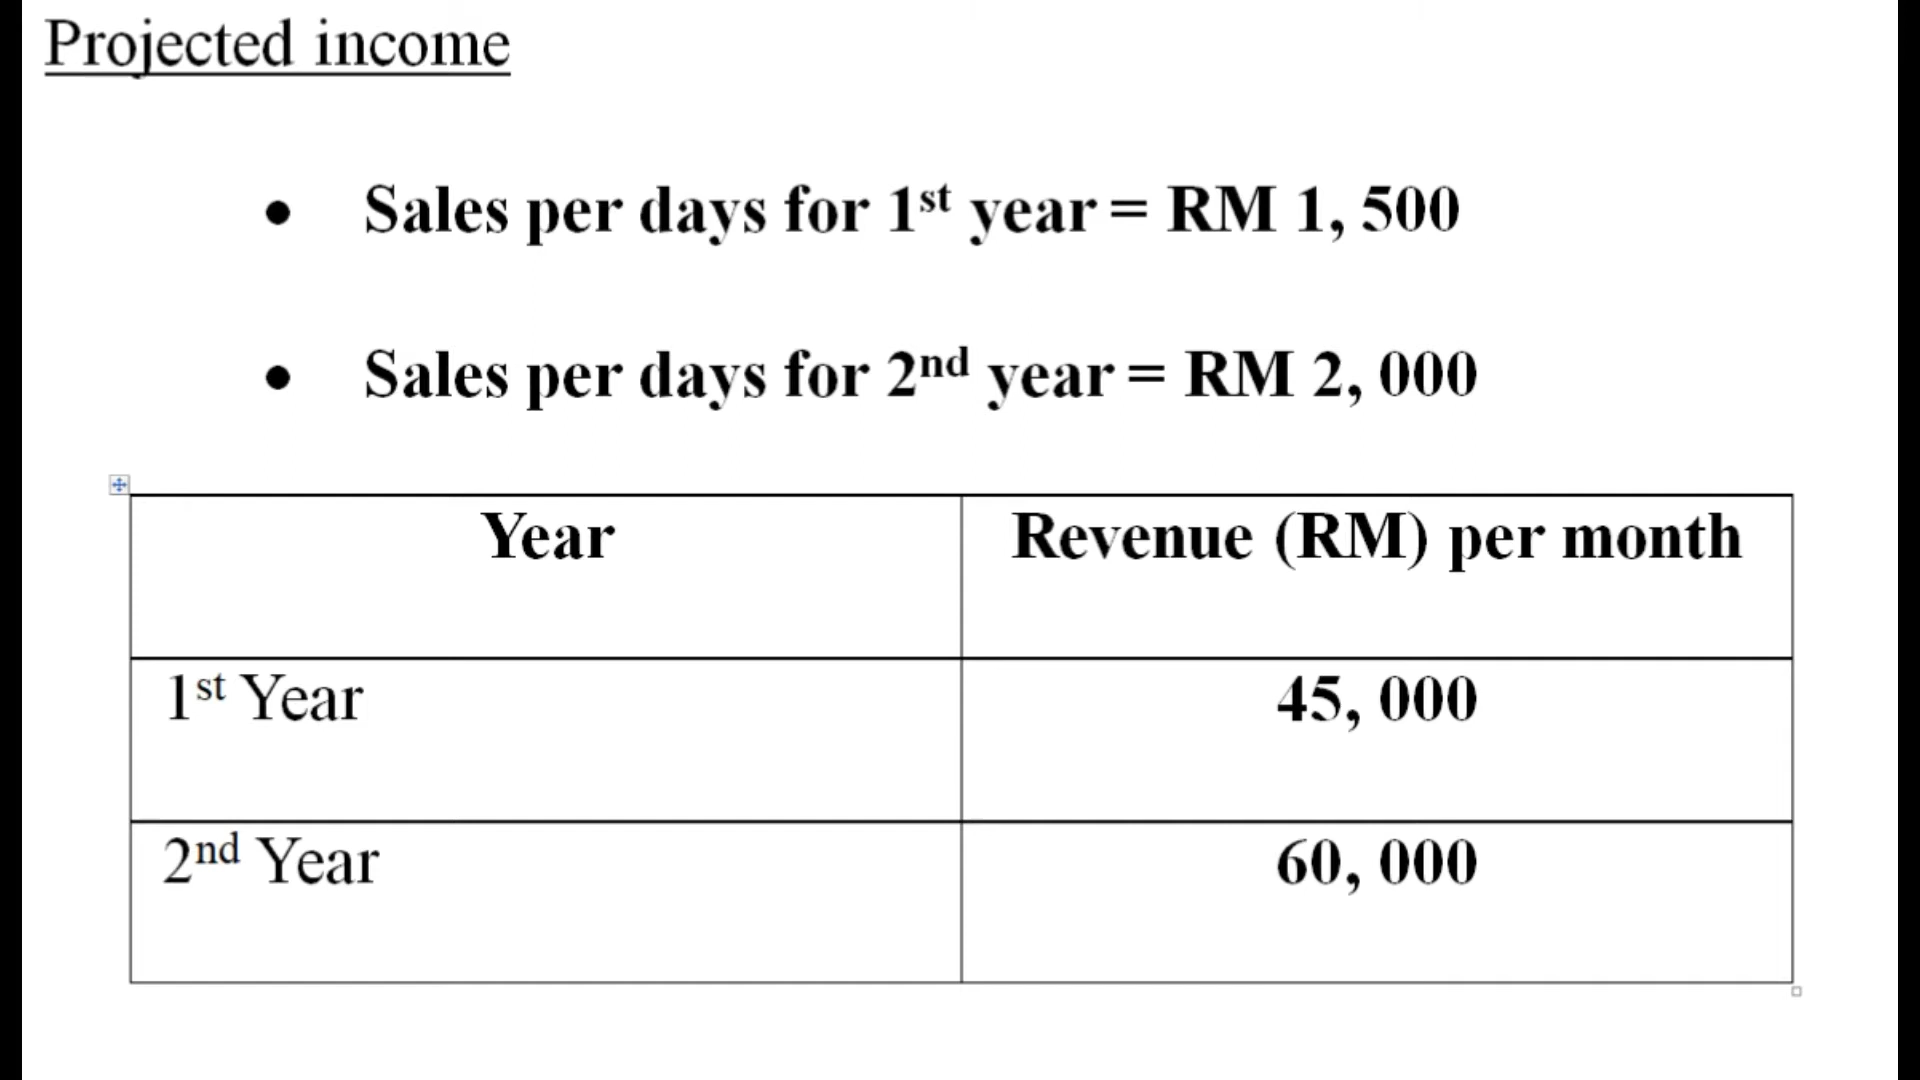 Projected income
• Sales per days for 1st year = RM 1, 500
• Sales per days for 2nd year = RM 2, 000
Year Revenue (RM) per month
1st Year 45, 000
2nd Year 60, 000